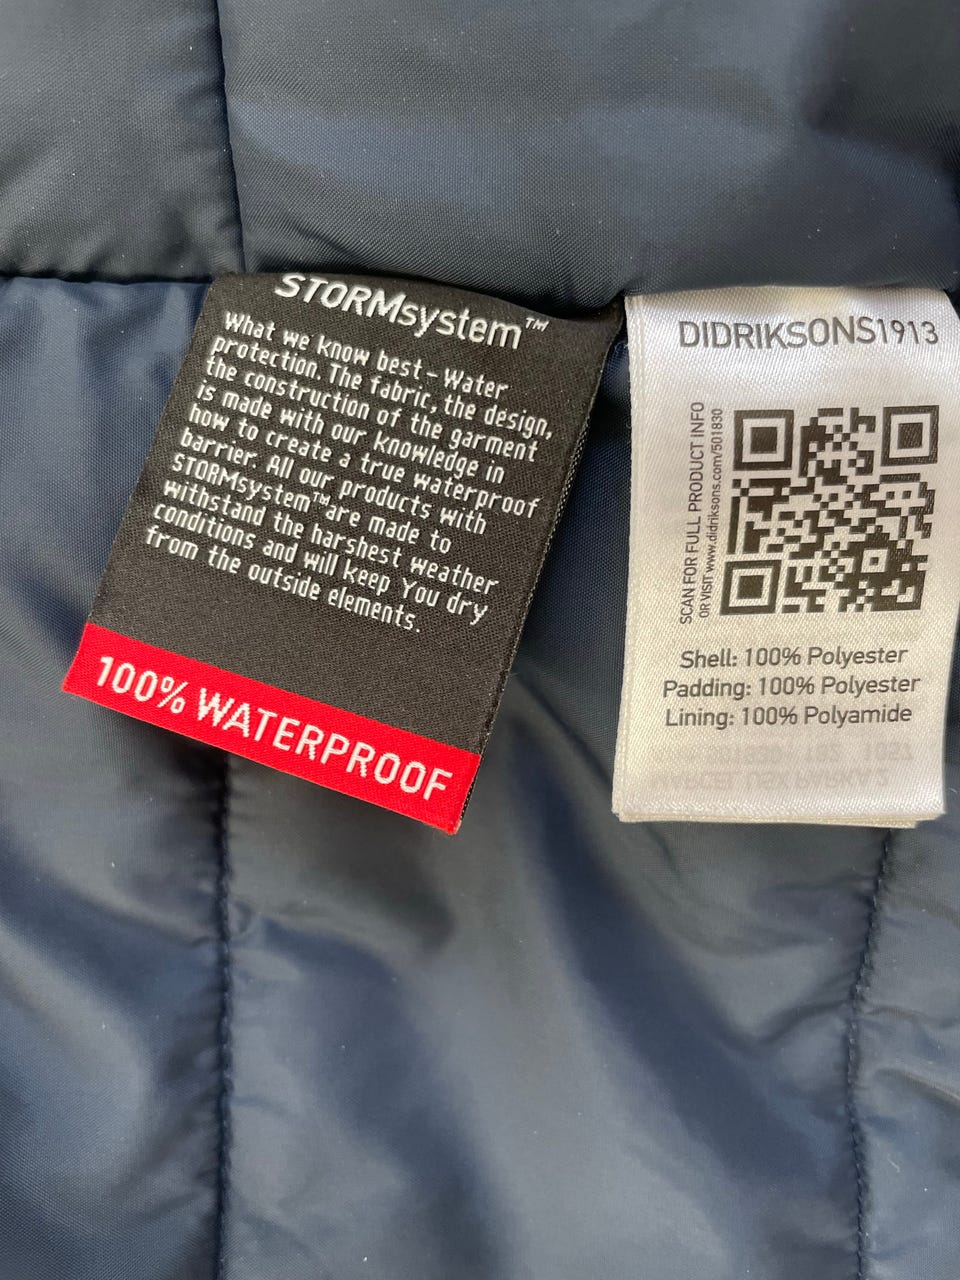 STORMsystem™
What we know best - Water
protection. The fabric, the design,
the construction of the garment
is made with our knowledge in
how to create a true waterproof
barrier. All our products with
STORMsystem™ are made to
withstand the harshest weather
conditions and will keep You dry
from the outside elements.
100% WATERPROOF
DIDRIKSONS1913
SCAN FOR FULL PRODUCT INFO
OR VISIT www.didriksons.com/501830
Shell: 100% Polyester
Padding: 100% Polyester
Lining: 100% Polyamide